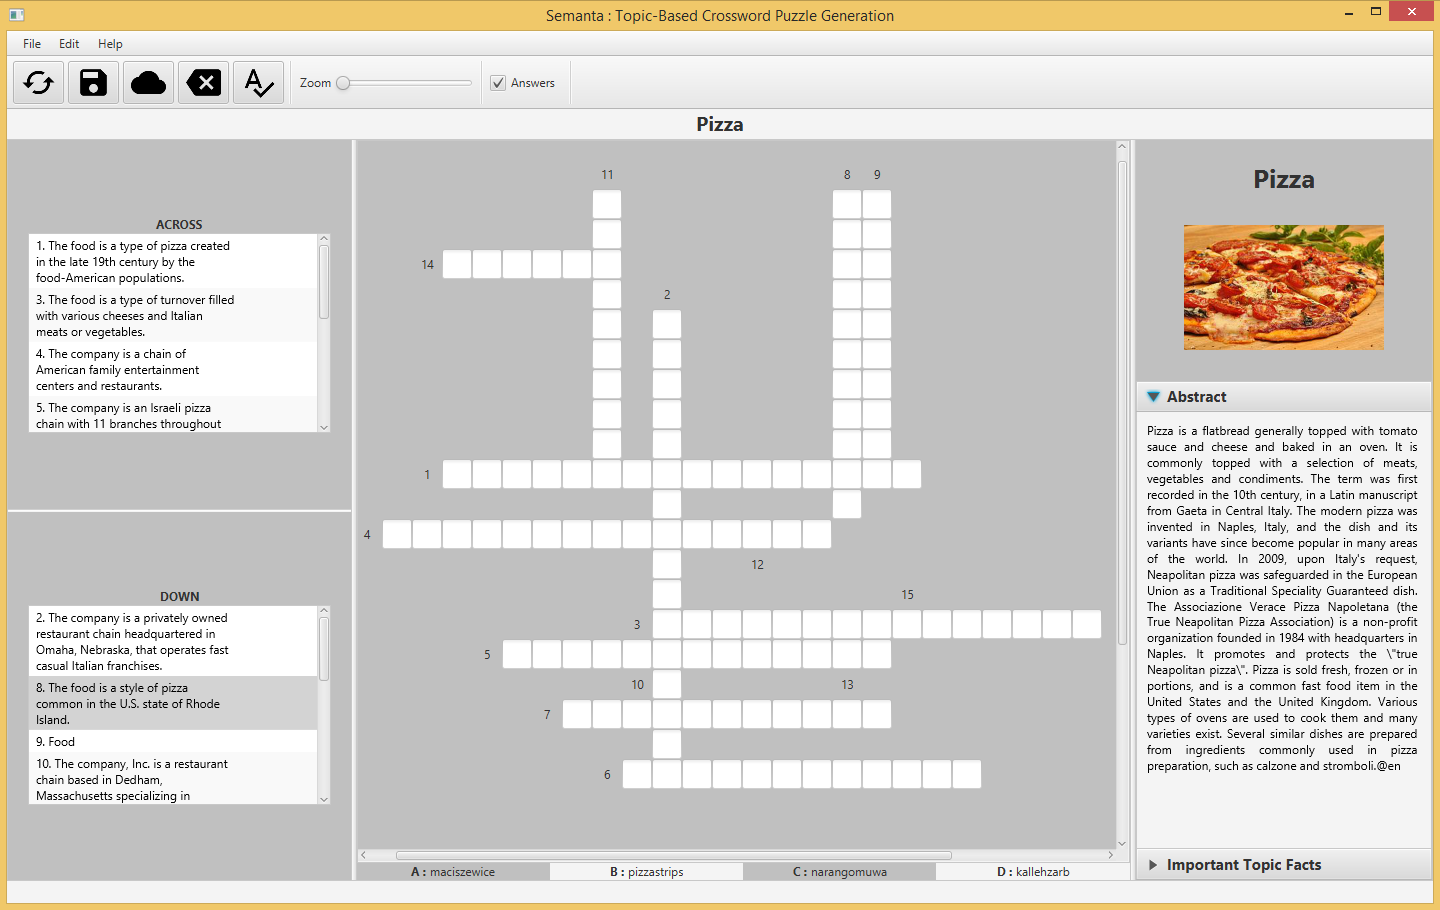 Semanta : Topic-Based Crossword Puzzle Generation
File Edit Help
Zoom Answers
Pizza
ACROSS
1. The food is a type of pizza created
in the late 19th century by the
food-American populations.
3. The food is a type of turnover filled
with various cheeses and Italian
meats or vegetables.
4. The company is a chain of
American family entertainment
centers and restaurants.
5. The company is an Israeli pizza
chain with 11 branches throughout
DOWN
2. The company is a privately owned
restaurant chain headquartered in
Omaha, Nebraska, that operates fast
casual Italian franchises.
8. The food is a style of pizza
common in the U.S. state of Rhode
Island.
9. Food
10. The company, Inc. is a restaurant
chain based in Dedham,
Massachusetts specializing in
11 8 9
14
2
1
4
12
15
3
5
10 13
7
6
A : maciszewice B : pizzastrips C : narangomuwa D : kallehzarb
Pizza
Abstract
Pizza is a flatbread generally topped with tomato
sauce and cheese and baked in an oven. It is
commonly topped with a selection of meats,
vegetables and condiments. The term was first
recorded in the 10th century, in a Latin manuscript
from Gaeta in Central Italy. The modern pizza was
invented in Naples, Italy, and the dish and its
variants have since become popular in many areas
of the world. In 2009, upon Italy's request,
Neapolitan pizza was safeguarded in the European
Union as a Traditional Speciality Guaranteed dish.
The Associazione Verace Pizza Napoletana (the
True Neapolitan Pizza Association) is a non-profit
organization founded in 1984 with headquarters in
Naples. It promotes and protects the \"true
Neapolitan pizza\". Pizza is sold fresh, frozen or in
portions, and is a common fast food item in the
United States and the United Kingdom. Various
types of ovens are used to cook them and many
varieties exist. Several similar dishes are prepared
from ingredients commonly used in pizza
preparation, such as calzone and stromboli.@en
Important Topic Facts